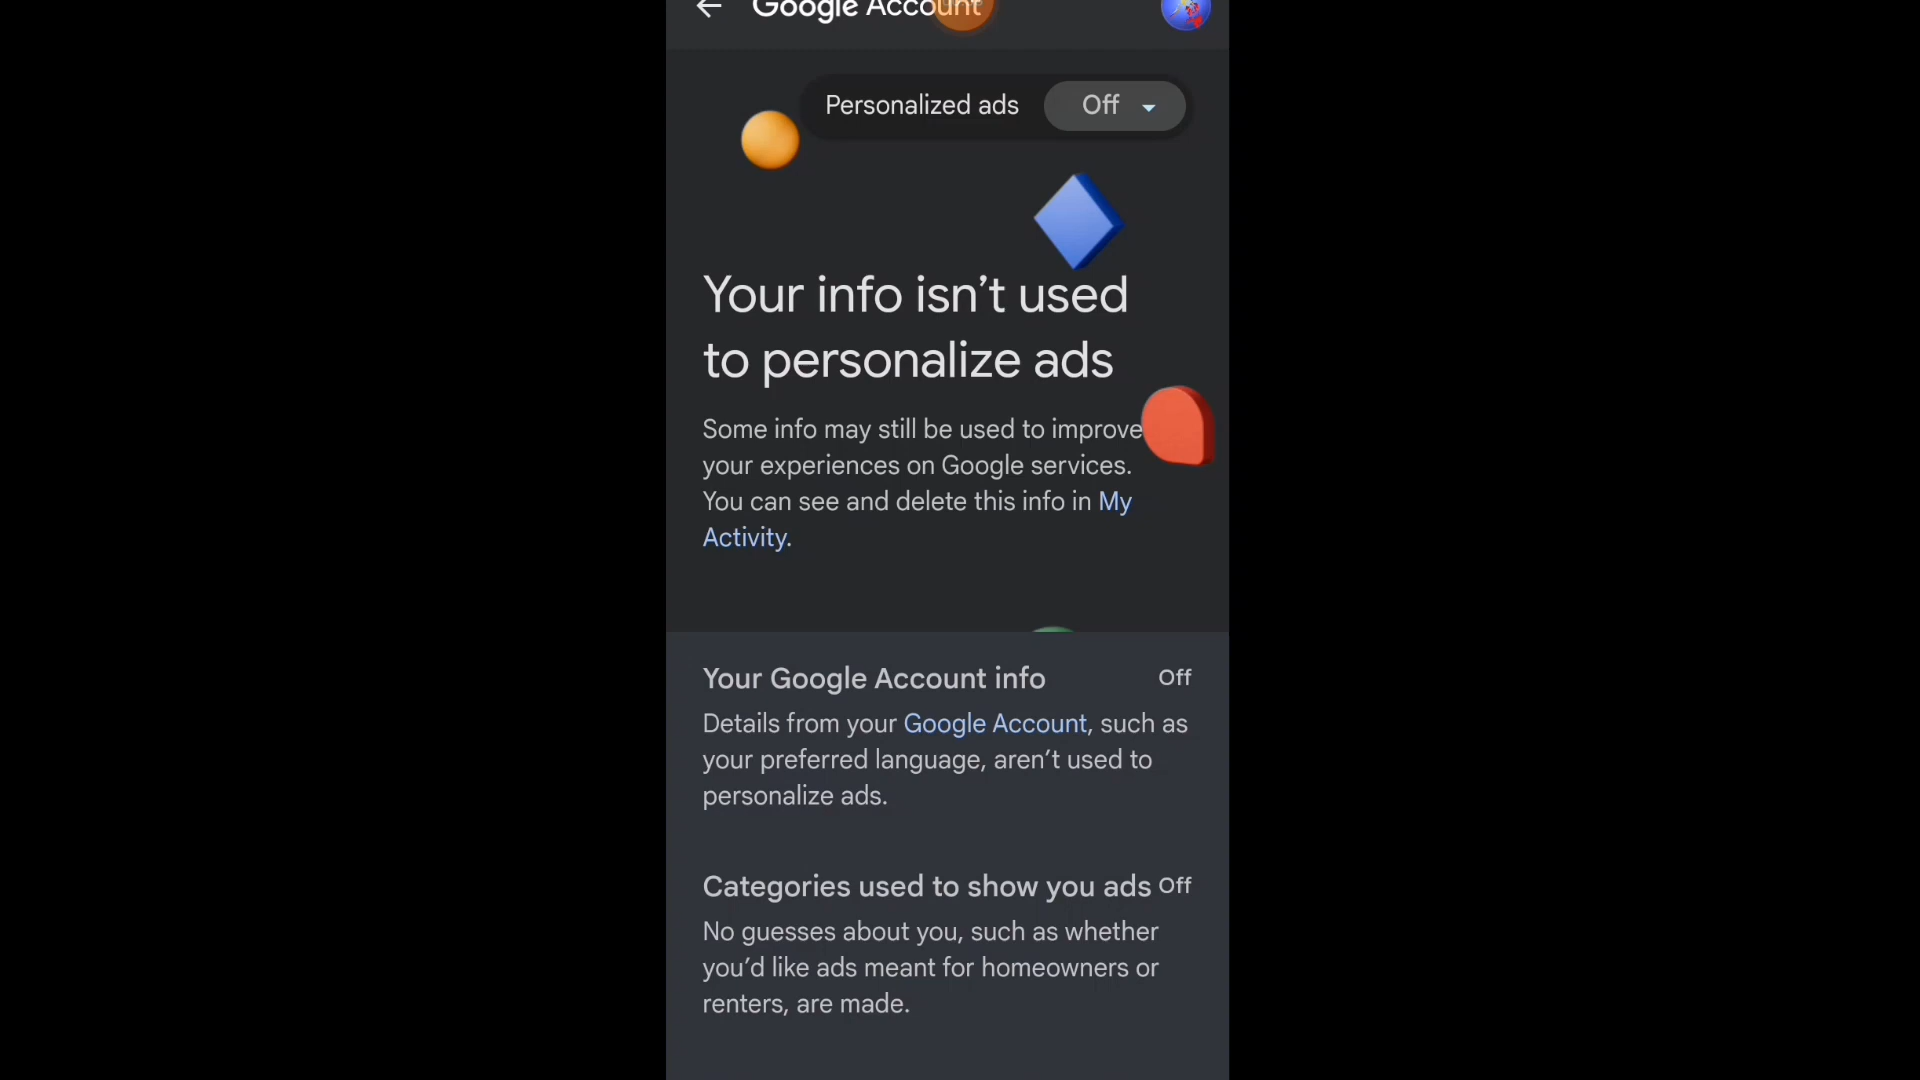 Google Account
Personalized ads Off
Your info isn’t used
to personalize ads
Some info may still be used to improve
your experiences on Google services.
You can see and delete this info in My
Activity.
Your Google Account info Off
Details from your Google Account, such as
your preferred language, aren’t used to
personalize ads.
Categories used to show you ads Off
No guesses about you, such as whether
you’d like ads meant for homeowners or
renters, are made.